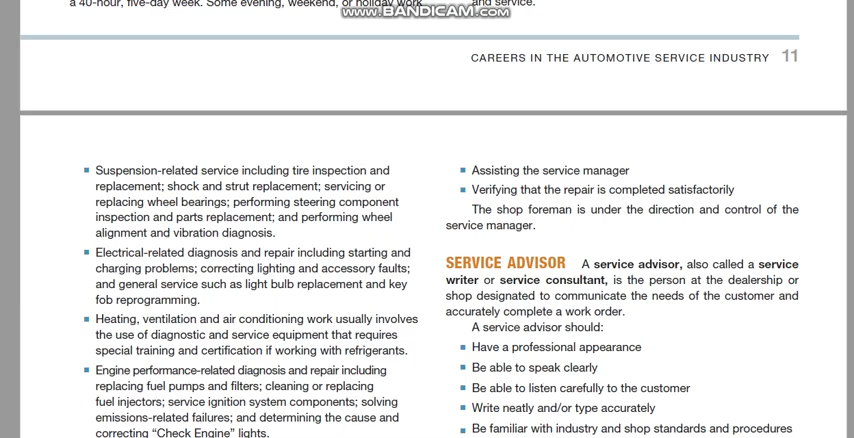 a 40-hour, five-day week. Some evening, weekend, or holiday work
and service.
www.BANDICAM.com
CAREERS IN THE AUTOMOTIVE SERVICE INDUSTRY 11
Suspension-related service including tire inspection and
replacement; shock and strut replacement; servicing or
replacing wheel bearings; performing steering component
inspection and parts replacement; and performing wheel
alignment and vibration diagnosis.
Electrical-related diagnosis and repair including starting and
charging problems; correcting lighting and accessory faults;
and general service such as light bulb replacement and key
fob reprogramming.
Heating, ventilation and air conditioning work usually involves
the use of diagnostic and service equipment that requires
special training and certification if working with refrigerants.
Engine performance-related diagnosis and repair including
replacing fuel pumps and filters; cleaning or replacing
fuel injectors; service ignition system components; solving
emissions-related failures; and determining the cause and
correcting “Check Engine” lights.
Assisting the service manager
Verifying that the repair is completed satisfactorily
The shop foreman is under the direction and control of the
service manager.
SERVICE ADVISOR A service advisor, also called a service
writer or service consultant, is the person at the dealership or
shop designated to communicate the needs of the customer and
accurately complete a work order.
A service advisor should:
Have a professional appearance
Be able to speak clearly
Be able to listen carefully to the customer
Write neatly and/or type accurately
Be familiar with industry and shop standards and procedures